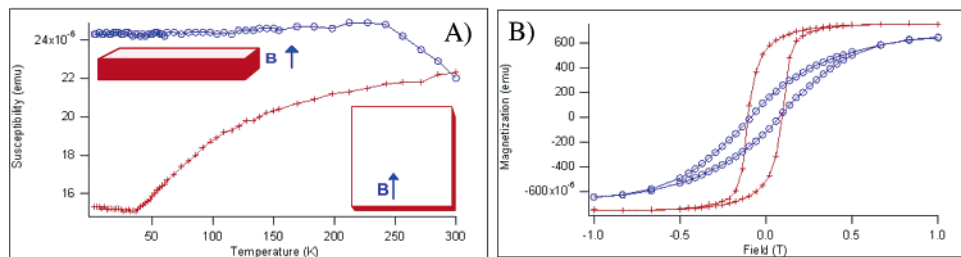 A)
24x10⁻⁶
22
20
18
16
Susceptibility (emu)
B
B
50
100
150
200
250
300
Temperature (K)
B)
600
400
200
0
-200
-400
-600x10⁻⁶
Magnetization (emu)
-1.0
-0.5
0.0
0.5
1.0
Field (T)